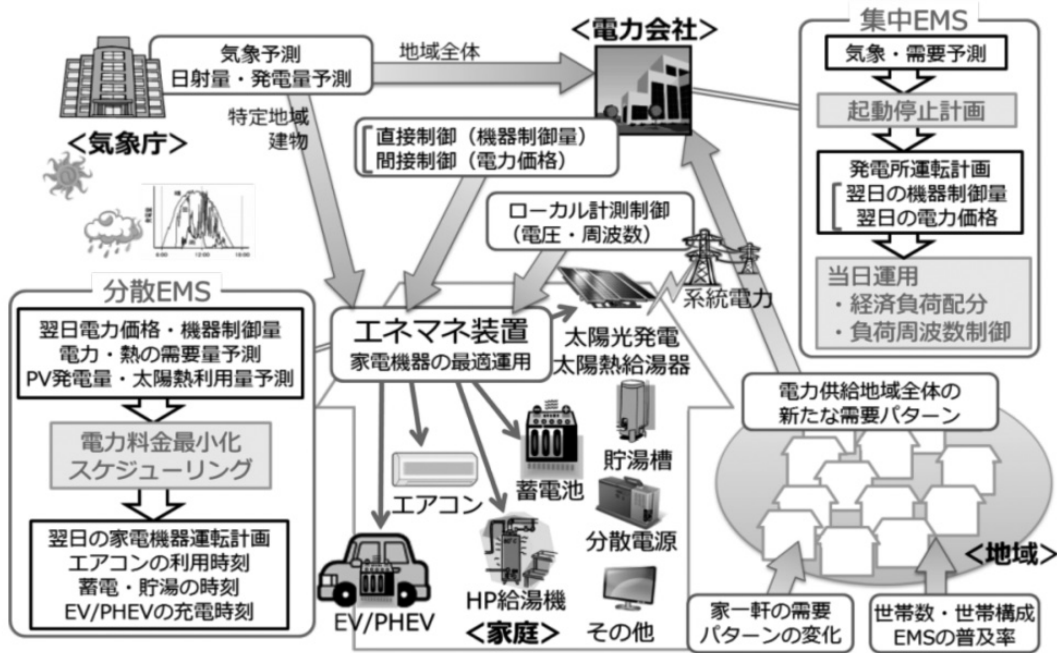 気象予測
日射量・発電量予測
<気象庁>
地域全体
特定地域
建物
<電力会社>
直接制御（機器制御量）
間接制御（電力価格）
ローカル計測制御
（電圧・周波数）
系統電力
集中EMS
気象・需要予測
起動停止計画
発電所運転計画
翌日の機器制御量
翌日の電力価格
当日運用
・経済負荷配分
・負荷周波数制御
6:00
12:00
18:00
分散EMS
翌日電力価格・機器制御量
電力・熱の需要量予測
PV発電量・太陽熱利用量予測
電力料金最小化
スケジューリング
翌日の家電機器運転計画
エアコンの利用時刻
蓄電・貯湯の時刻
EV/PHEVの充電時刻
エネマネ装置
家電機器の最適運用
太陽光発電
太陽熱給湯器
エアコン
蓄電池
貯湯槽
分散電源
EV/PHEV
HP給湯機
その他
<家庭>
電力供給地域全体の
新たな需要パターン
<地域>
家一軒の需要
パターンの変化
世帯数・世帯構成
EMSの普及率